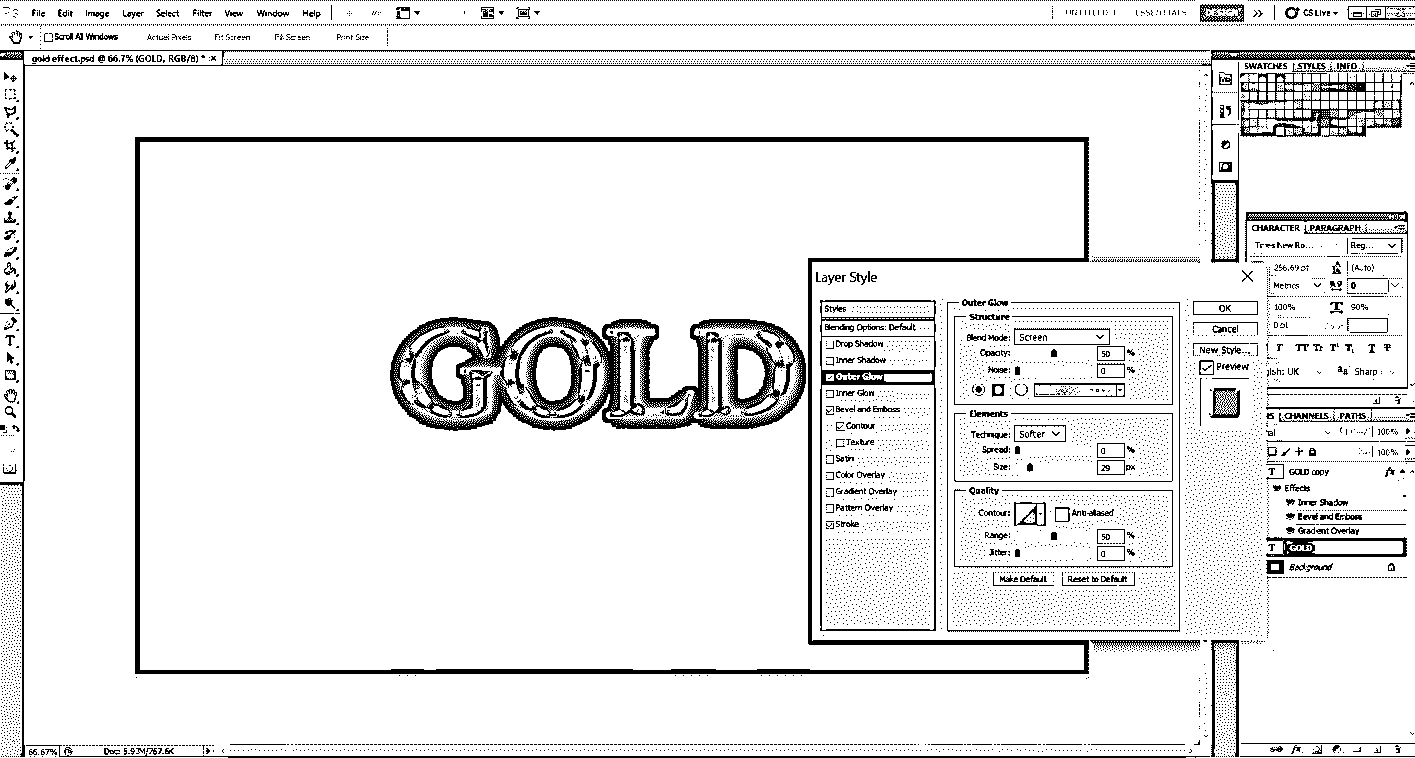 File Edit Image Layer Select Filter View Window Help
CS Live
Scroll All Windows Actual Pixels Fit Screen Fill Screen Print Size
gold effect.psd @ 66.7% (GOLD, RGB/8) *
SWATCHES STYLES INFO
CHARACTER PARAGRAPH
Times New Ro... Reg...
256.69 pt (Auto)
Metrics 0
100% 90%
0 pt
glish: UK Sharp
GOLD
Layer Style
Styles
Blending Options: Default
Drop Shadow
Inner Shadow
Outer Glow
Inner Glow
Bevel and Emboss
Contour
Texture
Satin
Color Overlay
Gradient Overlay
Pattern Overlay
Stroke
Outer Glow
Structure
Blend Mode: Screen
Opacity: 50 %
Noise: 0 %
Elements
Technique: Softer
Spread: 0 %
Size: 29 px
Quality
Contour: Anti-aliased
Range: 50 %
Jitter: 0 %
Make Default Reset to Default
OK
Cancel
New Style...
Preview
CHANNELS PATHS
100%
100%
GOLD copy
Effects
Inner Shadow
Bevel and Emboss
Gradient Overlay
GOLD
Background
66.67% Doc: 5.93M/767.6K